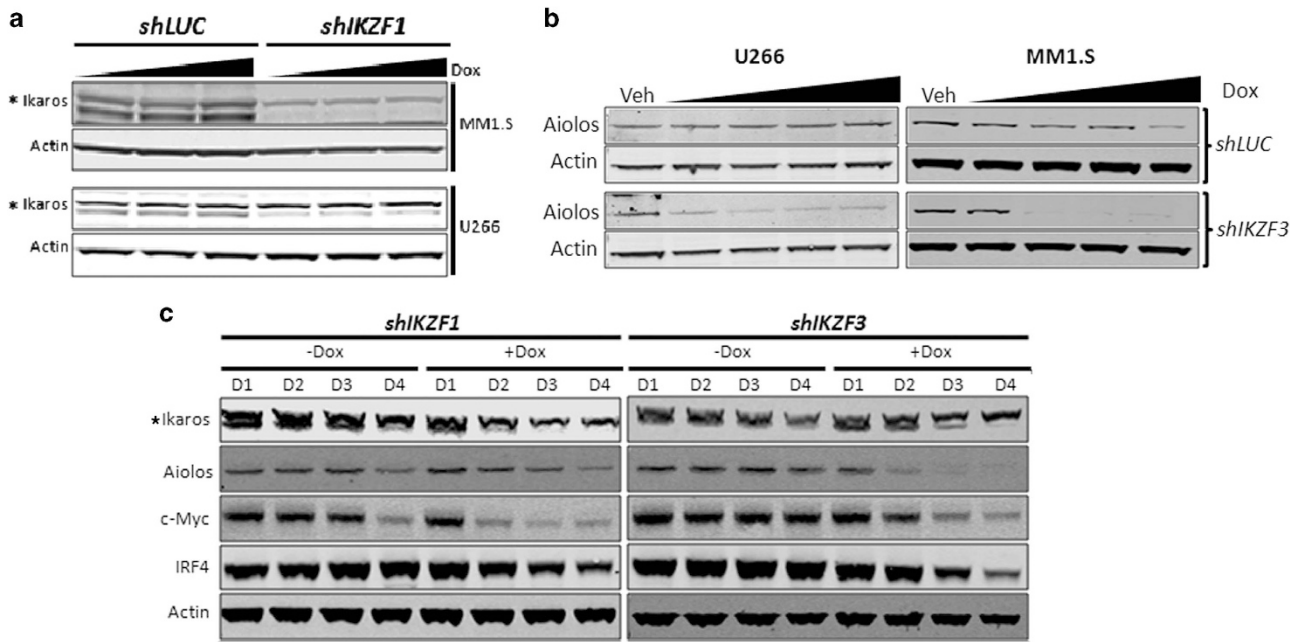 a
shLUC shIKZF1
Dox
* Ikaros
Actin
MM1.S
* Ikaros
Actin
U266
b
U266 MM1.S
Veh Veh Dox
Aiolos
Actin
shLUC
Aiolos
Actin
shIKZF3
c
shIKZF1 shIKZF3
-Dox +Dox -Dox +Dox
D1 D2 D3 D4 D1 D2 D3 D4 D1 D2 D3 D4 D1 D2 D3 D4
*Ikaros
Aiolos
c-Myc
IRF4
Actin